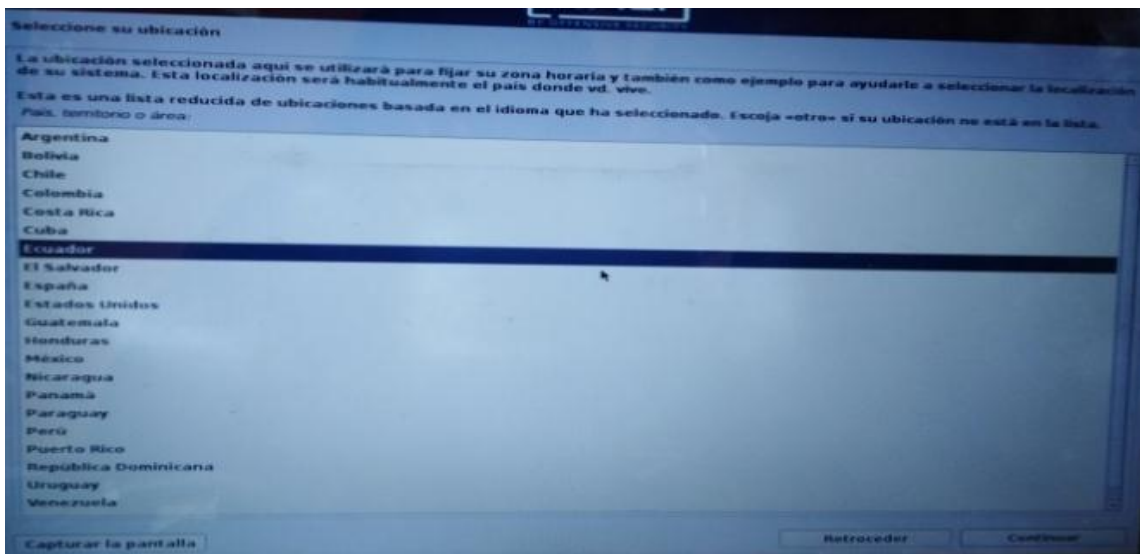 BY OFFENSIVE SECURITY
Seleccione su ubicación
La ubicación seleccionada aquí se utilizará para fijar su zona horaria y también como ejemplo para ayudarle a seleccionar la localización
de su sistema. Esta localización será habitualmente el país donde vd. vive.
Esta es una lista reducida de ubicaciones basada en el idioma que ha seleccionado. Escoja «otro» si su ubicación no está en la lista.
País, territorio o área:
Argentina
Bolivia
Chile
Colombia
Costa Rica
Cuba
Ecuador
El Salvador
España
Estados Unidos
Guatemala
Honduras
México
Nicaragua
Panamá
Paraguay
Perú
Puerto Rico
República Dominicana
Uruguay
Venezuela
Capturar la pantalla
Retroceder
Continuar